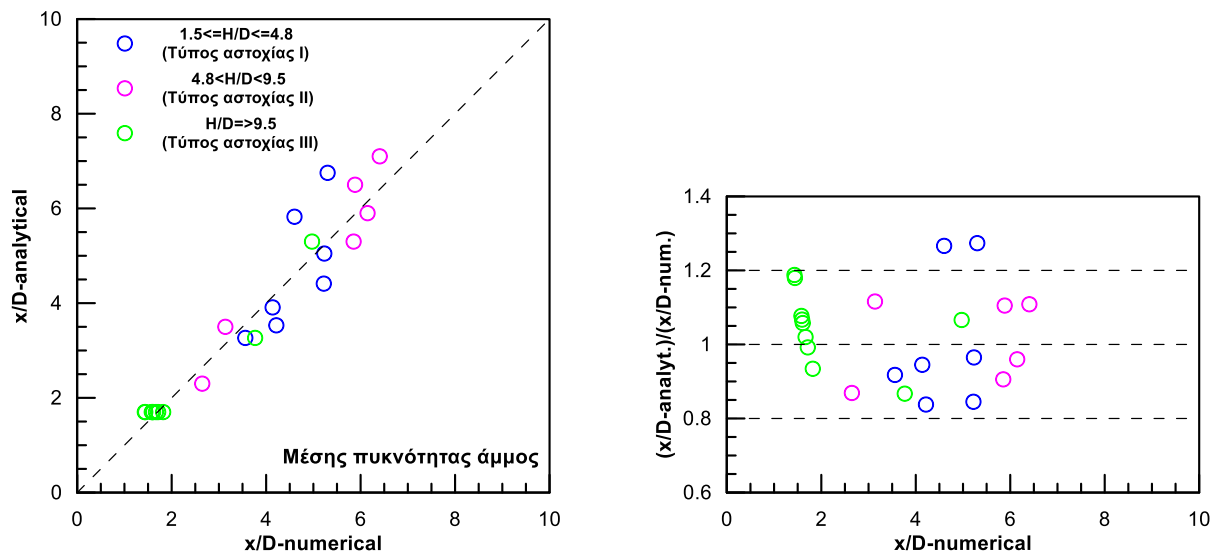 10
8
6
4
2
0
x/D-analytical
1.5<=H/D<=4.8
(Τύπος αστοχίας I)
4.8<H/D<9.5
(Τύπος αστοχίας II)
H/D=>9.5
(Τύπος αστοχίας III)
Μέσης πυκνότητας άμμος
0 2 4 6 8 10
x/D-numerical
1.4
1.2
1
0.8
0.6
(x/D-analyt.)/(x/D-num.)
0 2 4 6 8 10
x/D-numerical